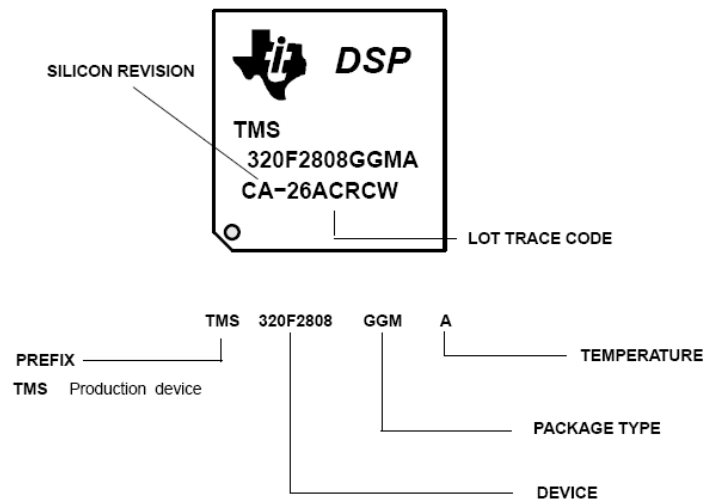 DSP
SILICON REVISION
TMS
320F2808GGMA
CA-26ACRCW
LOT TRACE CODE
TMS 320F2808 GGM A
PREFIX
TEMPERATURE
TMS Production device
PACKAGE TYPE
DEVICE